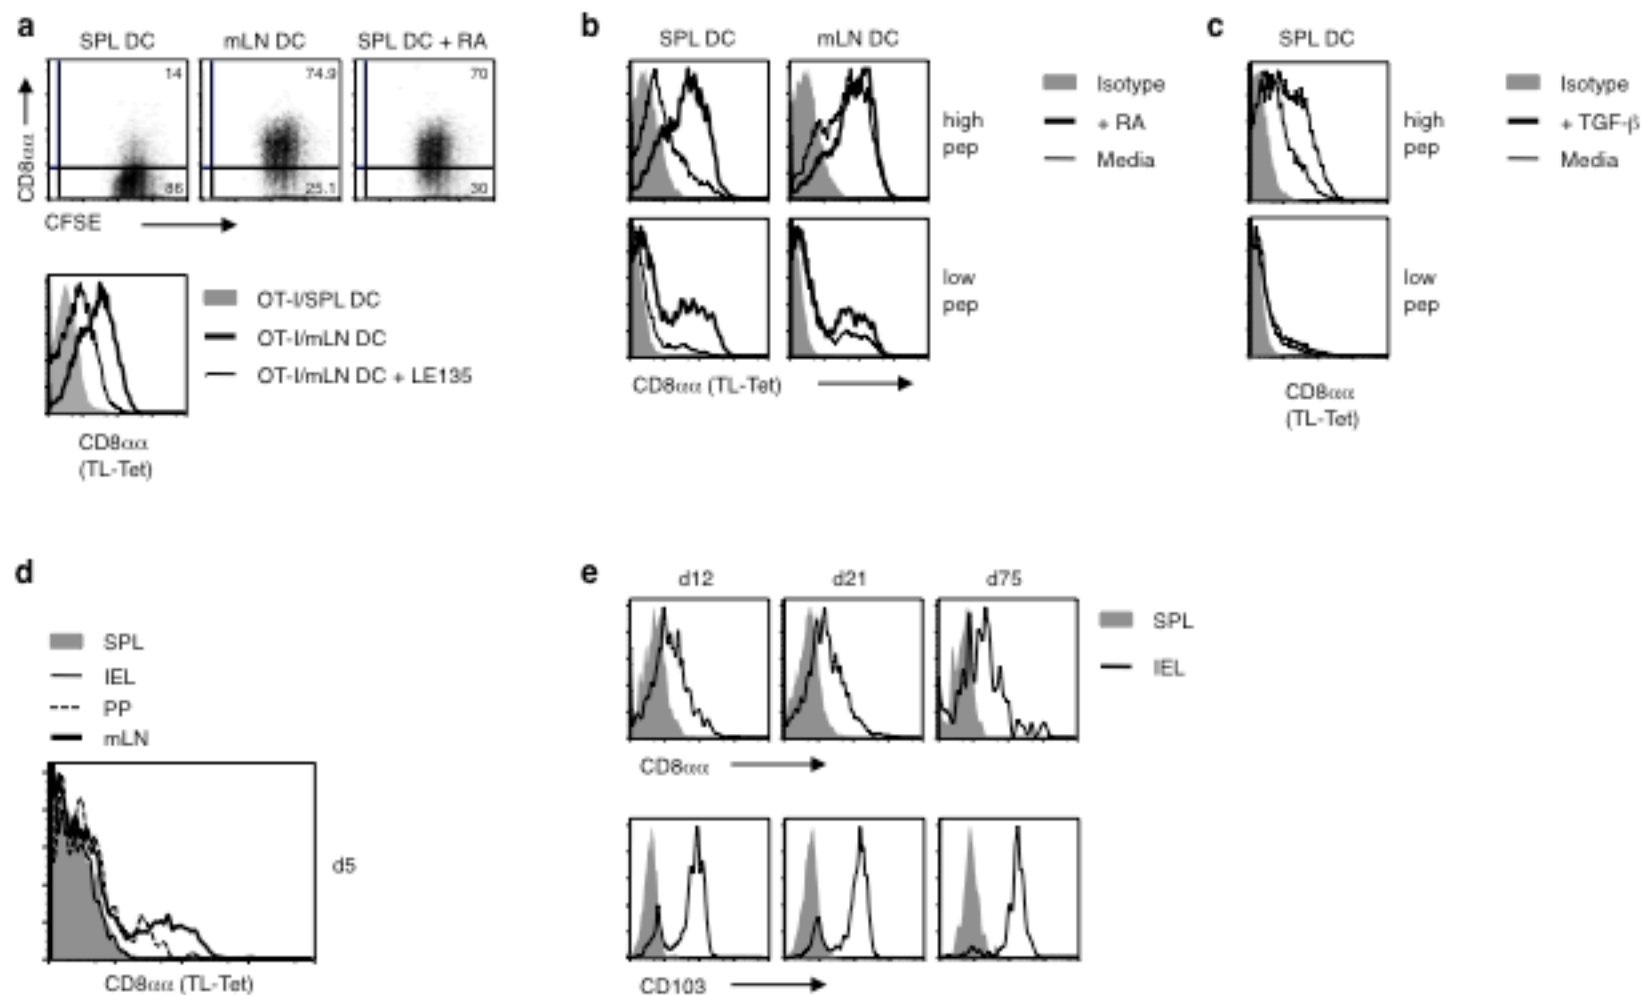 a
SPL DC
mLN DC
SPL DC + RA
CD8αα
14
86
74.9
25.1
70
30
CFSE
OT-I/SPL DC
OT-I/mLN DC
OT-I/mLN DC + LE135
CD8αα
(TL-Tet)
b
SPL DC
mLN DC
high
pep
low
pep
Isotype
+ RA
Media
CD8αα (TL-Tet)
c
SPL DC
high
pep
low
pep
Isotype
+ TGF-β
Media
CD8αα
(TL-Tet)
d
SPL
IEL
PP
mLN
d5
CD8αα (TL-Tet)
e
d12
d21
d75
SPL
IEL
CD8αα
CD103